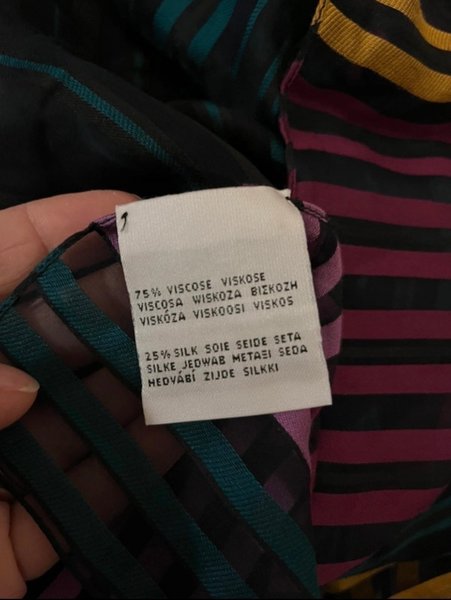 75% VISCOSE VISKOSE
VISCOSA WISKOZA BIZKOZH
VISKÓZA VISKOOSI VISKOS
25% SILK SOIE SEIDE SETA
SILKE JEDWAB METAΞI SEDA
HEDVÁBÍ ZIJDE SILKKI